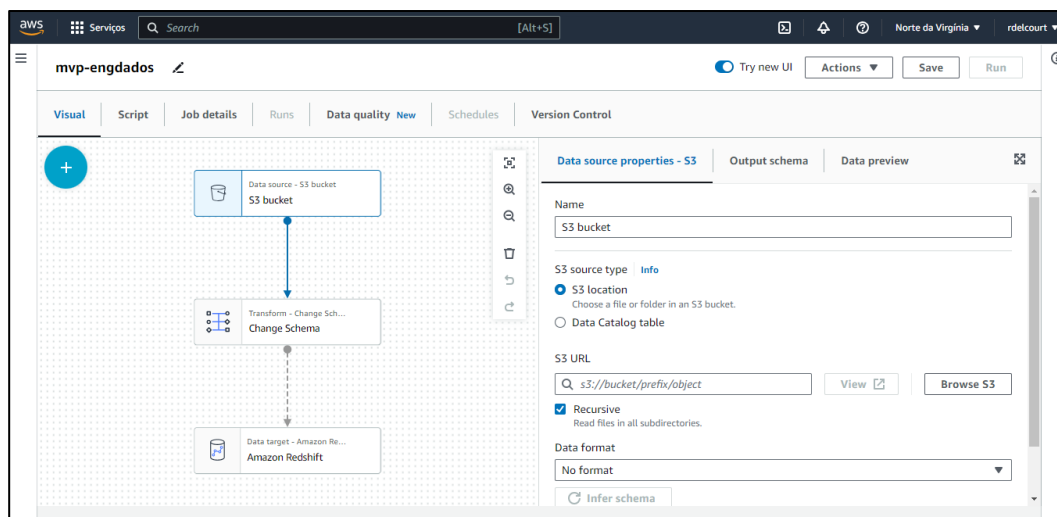 aws Serviços Search [Alt+S] Norte da Virgínia ▼ rdelcourt ▼
mvp-engdados Try new UI Actions ▼ Save Run
Visual Script Job details Runs Data quality New Schedules Version Control
+
Data source - S3 bucket
S3 bucket
Transform - Change Sch...
Change Schema
Data target - Amazon Re...
Amazon Redshift
Data source properties - S3 Output schema Data preview
Name
S3 bucket
S3 source type Info
S3 location
Choose a file or folder in an S3 bucket.
Data Catalog table
S3 URL
s3://bucket/prefix/object View Browse S3
Recursive
Read files in all subdirectories.
Data format
No format ▼
Infer schema